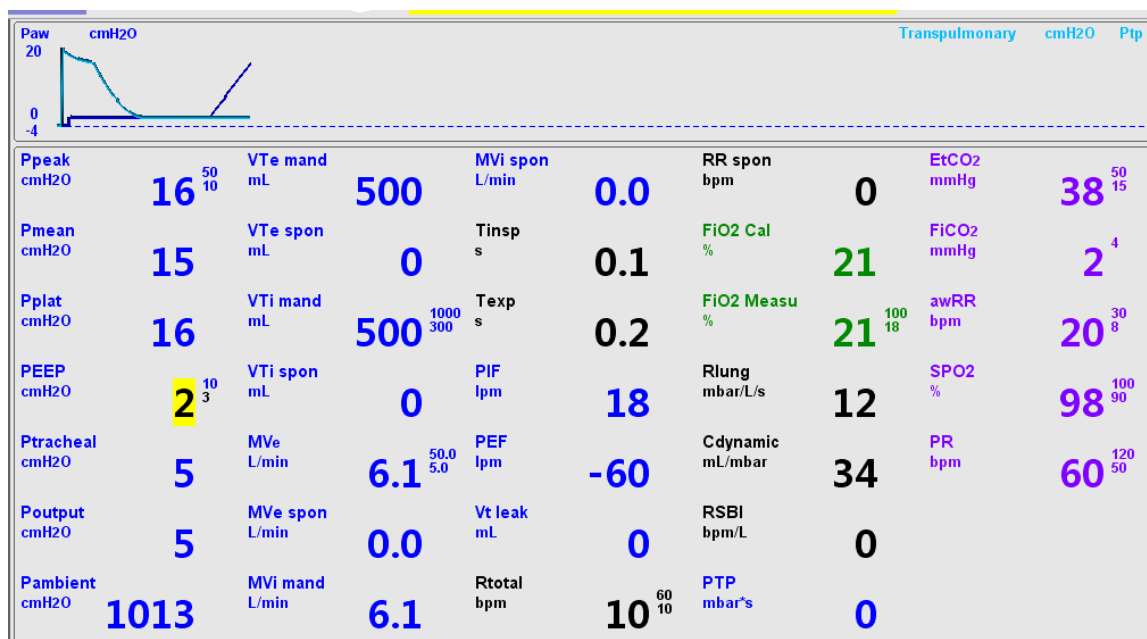 Paw cmH2O Transpulmonary cmH2O Ptp
20
0
-4
Ppeak VTe mand MVi spon RR spon EtCO2
cmH2O 16 50 10 mL 500 L/min 0.0 bpm 0 mmHg 38 50 15
Pmean VTe spon Tinsp FiO2 Cal FiCO2
cmH2O 15 mL 0 s 0.1 % 21 mmHg 2 4
Pplat VTi mand Texp FiO2 Measu awRR
cmH2O 16 mL 500 1000 300 s 0.2 % 21 100 18 bpm 20 30 8
PEEP VTi spon PIF Rlung SPO2
cmH2O 2 10 3 mL 0 lpm 18 mbar/L/s 12 % 98 100 90
Ptracheal MVe PEF Cdynamic PR
cmH2O 5 L/min 6.1 50.0 5.0 lpm -60 mL/mbar 34 bpm 60 120 50
Poutput MVe spon Vt leak RSBI
cmH2O 5 L/min 0.0 mL 0 bpm/L 0
Pambient MVi mand Rtotal PTP
cmH2O 1013 L/min 6.1 bpm 10 60 10 mbar*s 0